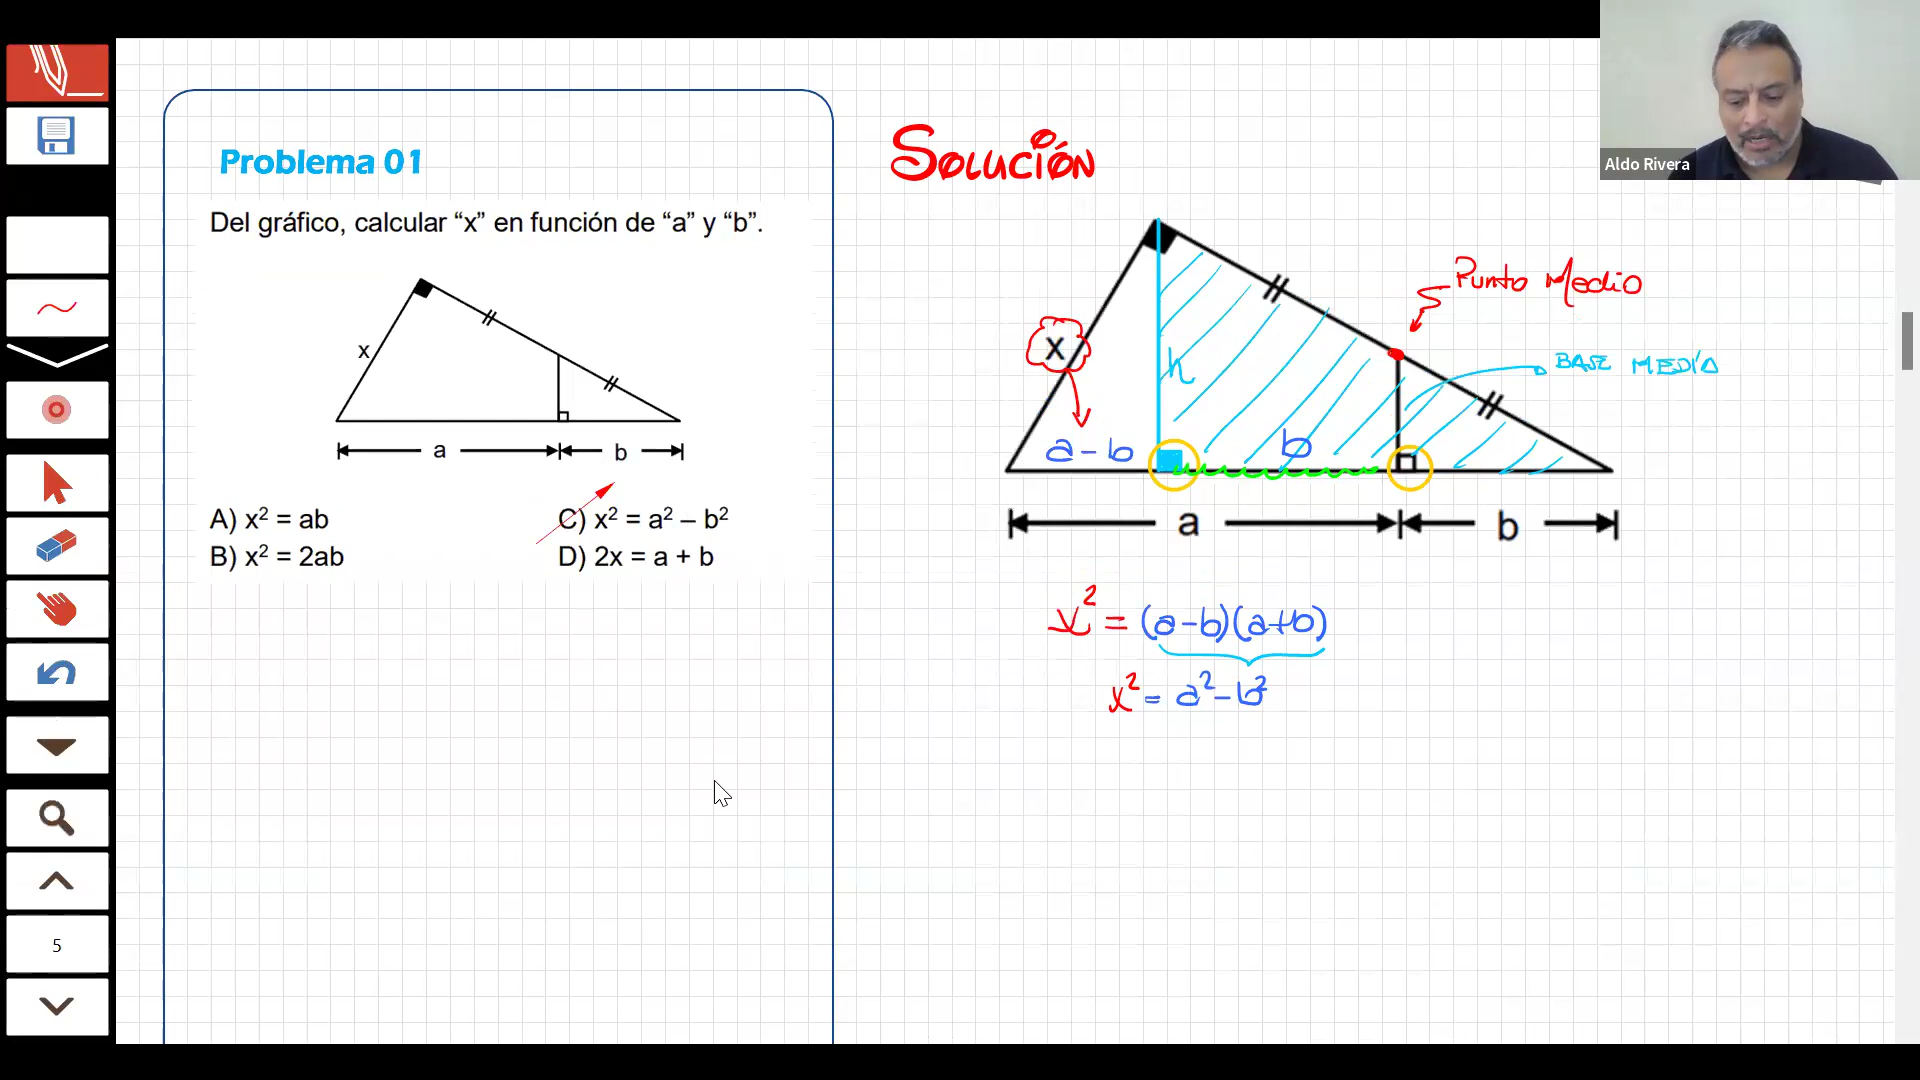 Problema 01
Del gráfico, calcular “x” en función de “a” y “b”.
x
a
b
A) x² = ab
C) x² = a² – b²
B) x² = 2ab
D) 2x = a + b
SOLUCIÓN
Punto Medio
x
h
BASE MEDIA
a-b
b
a
b
x² = (a-b)(a+b)
x² = a²-b²
Aldo Rivera
5